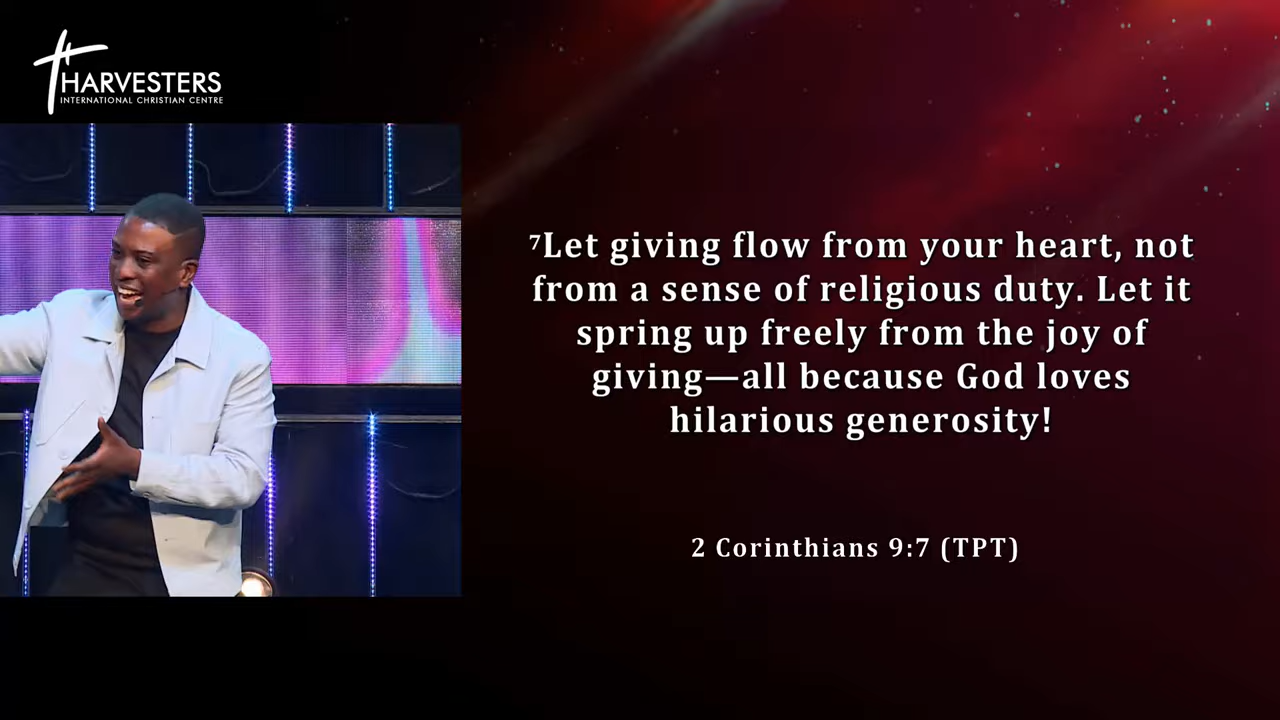 HARVESTERS
INTERNATIONAL CHRISTIAN CENTRE
⁷Let giving flow from your heart, not
from a sense of religious duty. Let it
spring up freely from the joy of
giving—all because God loves
hilarious generosity!
2 Corinthians 9:7 (TPT)